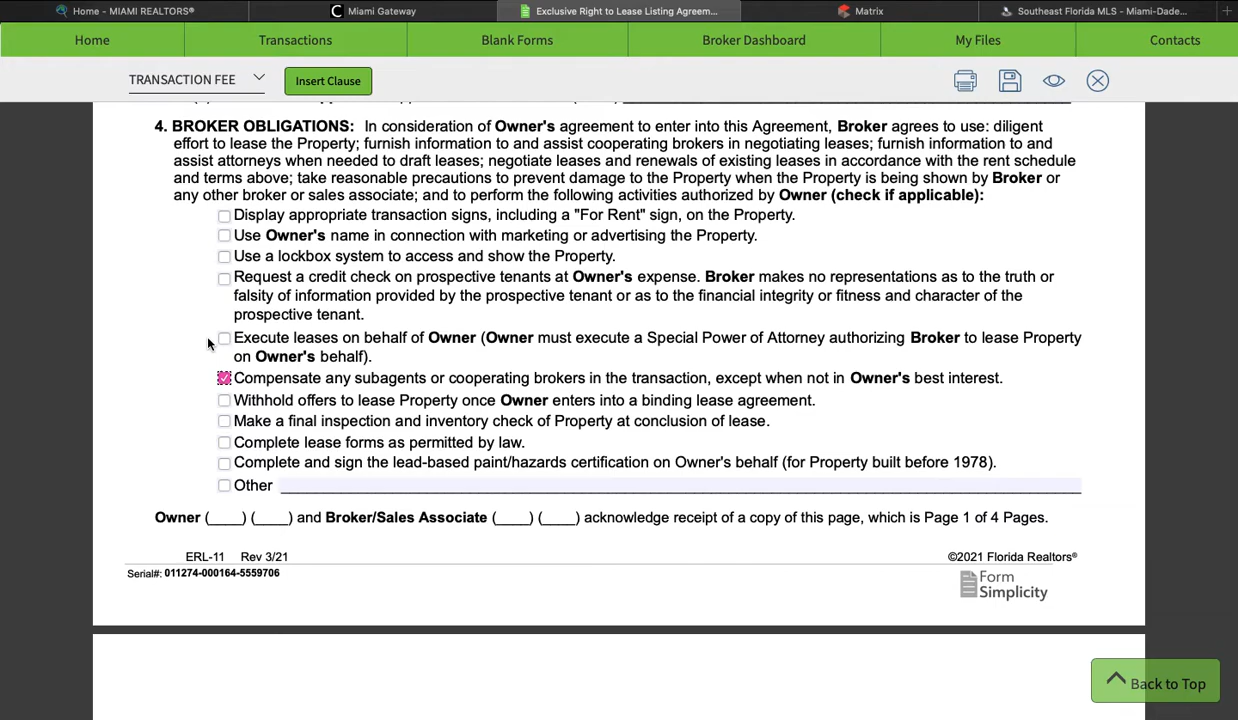 Home - MIAMI REALTORS®
Miami Gateway
Exclusive Right to Lease Listing Agreem...
Matrix
Southeast Florida MLS - Miami-Dade...
Home
Transactions
Blank Forms
Broker Dashboard
My Files
Contacts
TRANSACTION FEE
Insert Clause
4. BROKER OBLIGATIONS: In consideration of Owner's agreement to enter into this Agreement, Broker agrees to use: diligent
effort to lease the Property; furnish information to and assist cooperating brokers in negotiating leases; furnish information to and
assist attorneys when needed to draft leases; negotiate leases and renewals of existing leases in accordance with the rent schedule
and terms above; take reasonable precautions to prevent damage to the Property when the Property is being shown by Broker or
any other broker or sales associate; and to perform the following activities authorized by Owner (check if applicable):
Display appropriate transaction signs, including a "For Rent" sign, on the Property.
Use Owner's name in connection with marketing or advertising the Property.
Use a lockbox system to access and show the Property.
Request a credit check on prospective tenants at Owner's expense. Broker makes no representations as to the truth or
falsity of information provided by the prospective tenant or as to the financial integrity or fitness and character of the
prospective tenant.
Execute leases on behalf of Owner (Owner must execute a Special Power of Attorney authorizing Broker to lease Property
on Owner's behalf).
Compensate any subagents or cooperating brokers in the transaction, except when not in Owner's best interest.
Withhold offers to lease Property once Owner enters into a binding lease agreement.
Make a final inspection and inventory check of Property at conclusion of lease.
Complete lease forms as permitted by law.
Complete and sign the lead-based paint/hazards certification on Owner's behalf (for Property built before 1978).
Other
Owner (____) (____) and Broker/Sales Associate (____) (____) acknowledge receipt of a copy of this page, which is Page 1 of 4 Pages.
ERL-11 Rev 3/21 ©2021 Florida Realtors®
Serial#: 011274-000164-5559706
Form
Simplicity
Back to Top